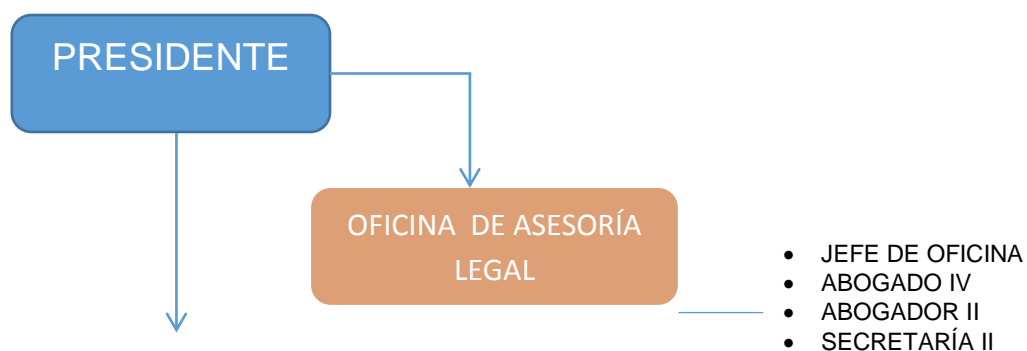 PRESIDENTE
OFICINA DE ASESORÍA
LEGAL
• JEFE DE OFICINA
• ABOGADO IV
• ABOGADOR II
• SECRETARÍA II